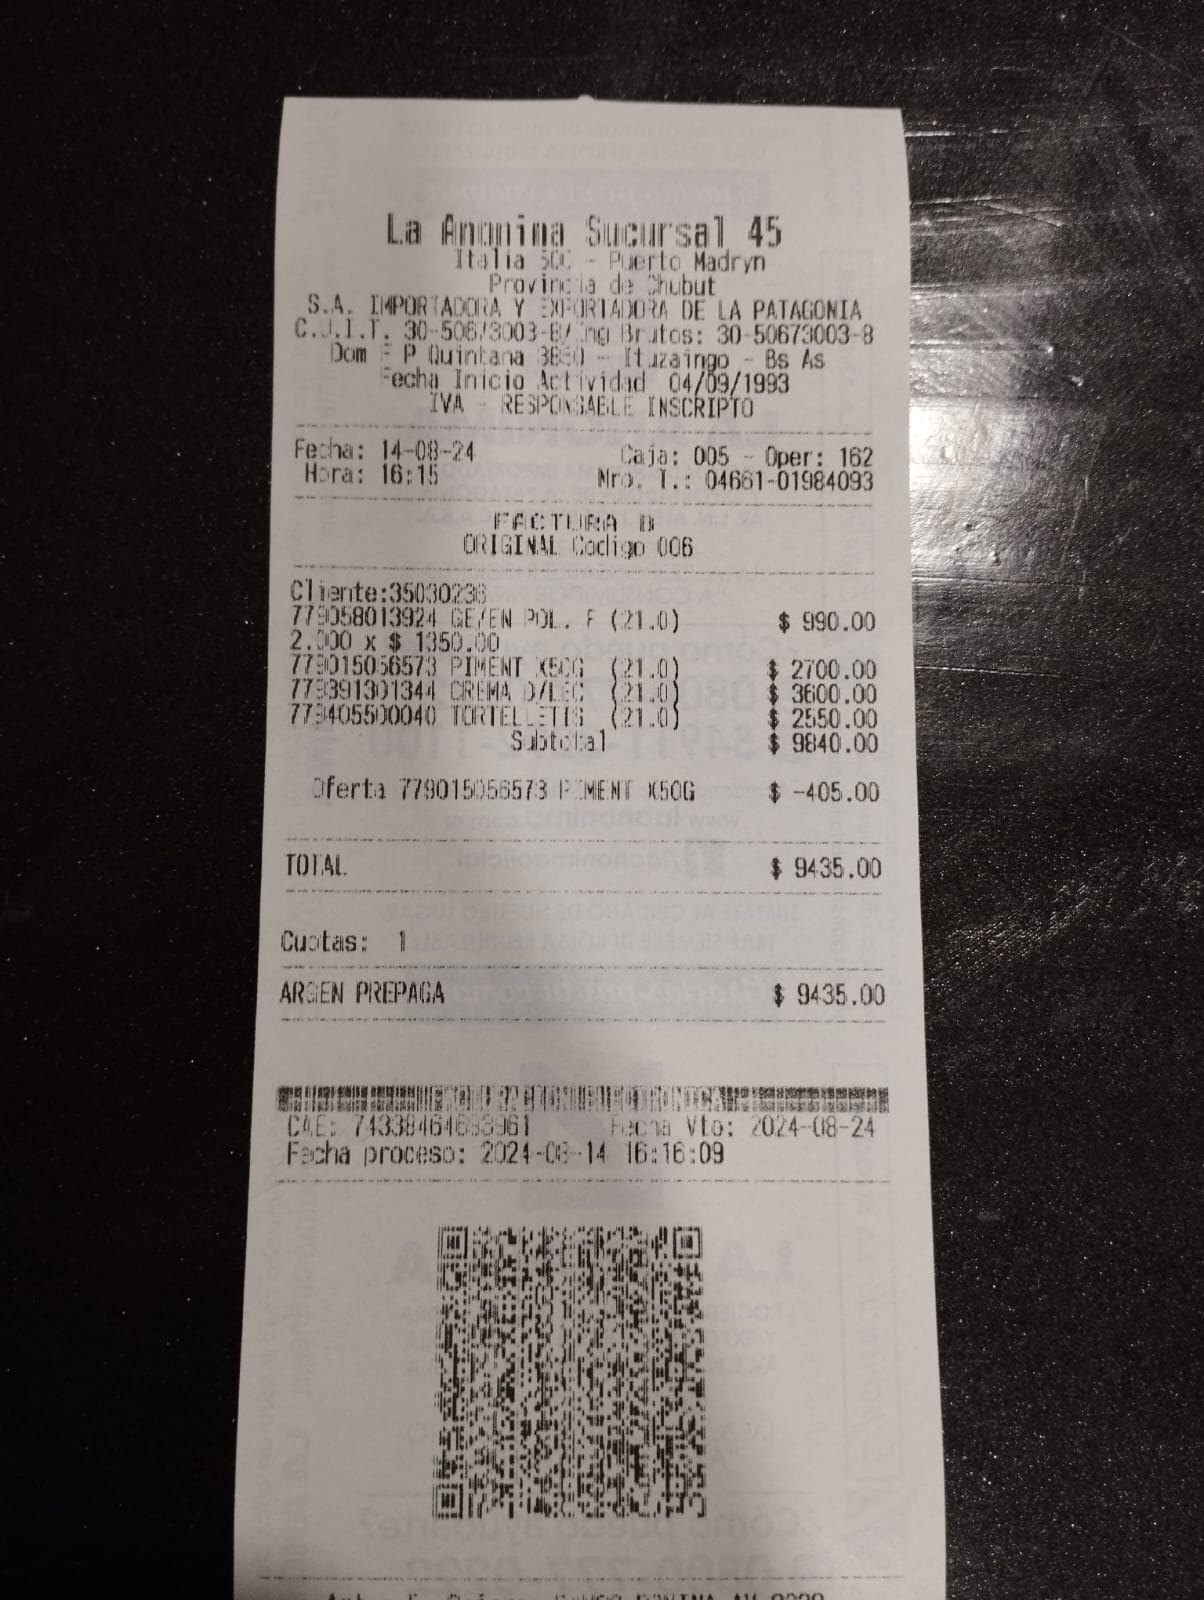 La Anonima Sucursal 45
Italia 500 - Puerto Madryn
Provincia de Chubut
S.A. IMPORTADORA Y EXPORTADORA DE LA PATAGONIA
C.U.I.T. 30-50673003-8/Ing Brutos: 30-50673003-8
Dom F P Quintana 3850 - Ituzaingo - Bs As
Fecha Inicio Actividad 04/09/1993
IVA - RESPONSABLE INSCRIPTO
Fecha: 14-08-24 Caja: 005 - Oper: 162
Hora: 16:15 Nro. T.: 04661-01984093
FACTURA B
ORIGINAL Codigo 006
Cliente:35030236
779058013924 GE/EN POL. F (21.0) $ 990.00
2.000 x $ 1350.00
779015056573 PIMENT X50G (21.0) $ 2700.00
779391301344 CREMA D/LEC (21.0) $ 3600.00
779405500040 TORTELLETIS (21.0) $ 2550.00
Subtotal $ 9840.00
Oferta 779015056573 PIMENT X50G $ -405.00
TOTAL $ 9435.00
Cuotas: 1
ARGEN PREPAGA $ 9435.00
CAE: Fecha Vto: 2024-08-24
Fecha proceso: 2024-08-14 16:16:09